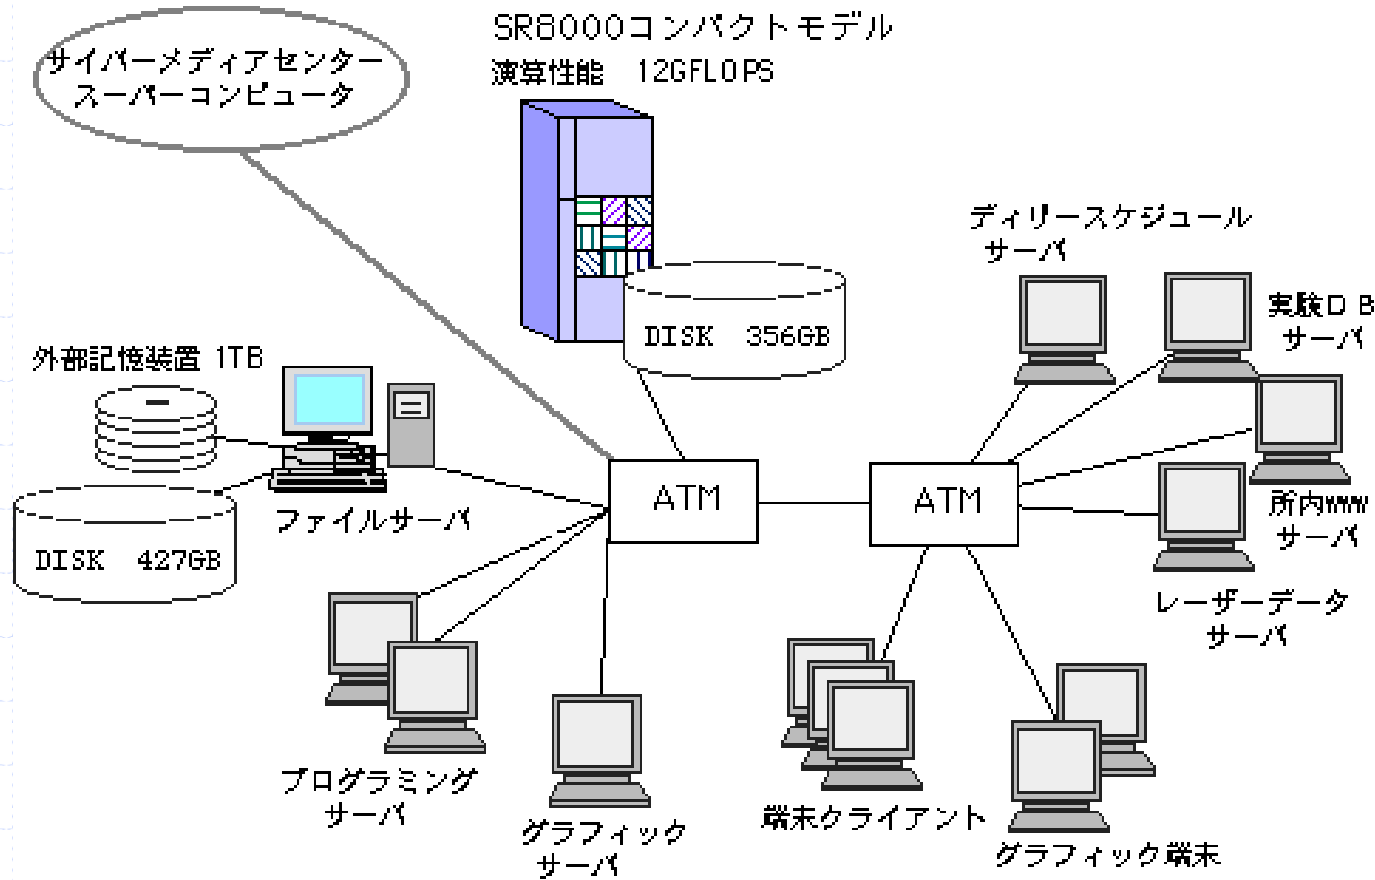 サイバーメディアセンター
スーパーコンピュータ
SR8000コンパクトモデル
演算性能 12GFLOPS
DISK 356GB
ディリースケジュール
サーバ
実験DB
サーバ
所内www
サーバ
レーザーデータ
サーバ
外部記憶装置 1TB
ファイルサーバ
DISK 427GB
ATM
ATM
プログラミング
サーバ
グラフィック
サーバ
端末クライアント
グラフィック端末